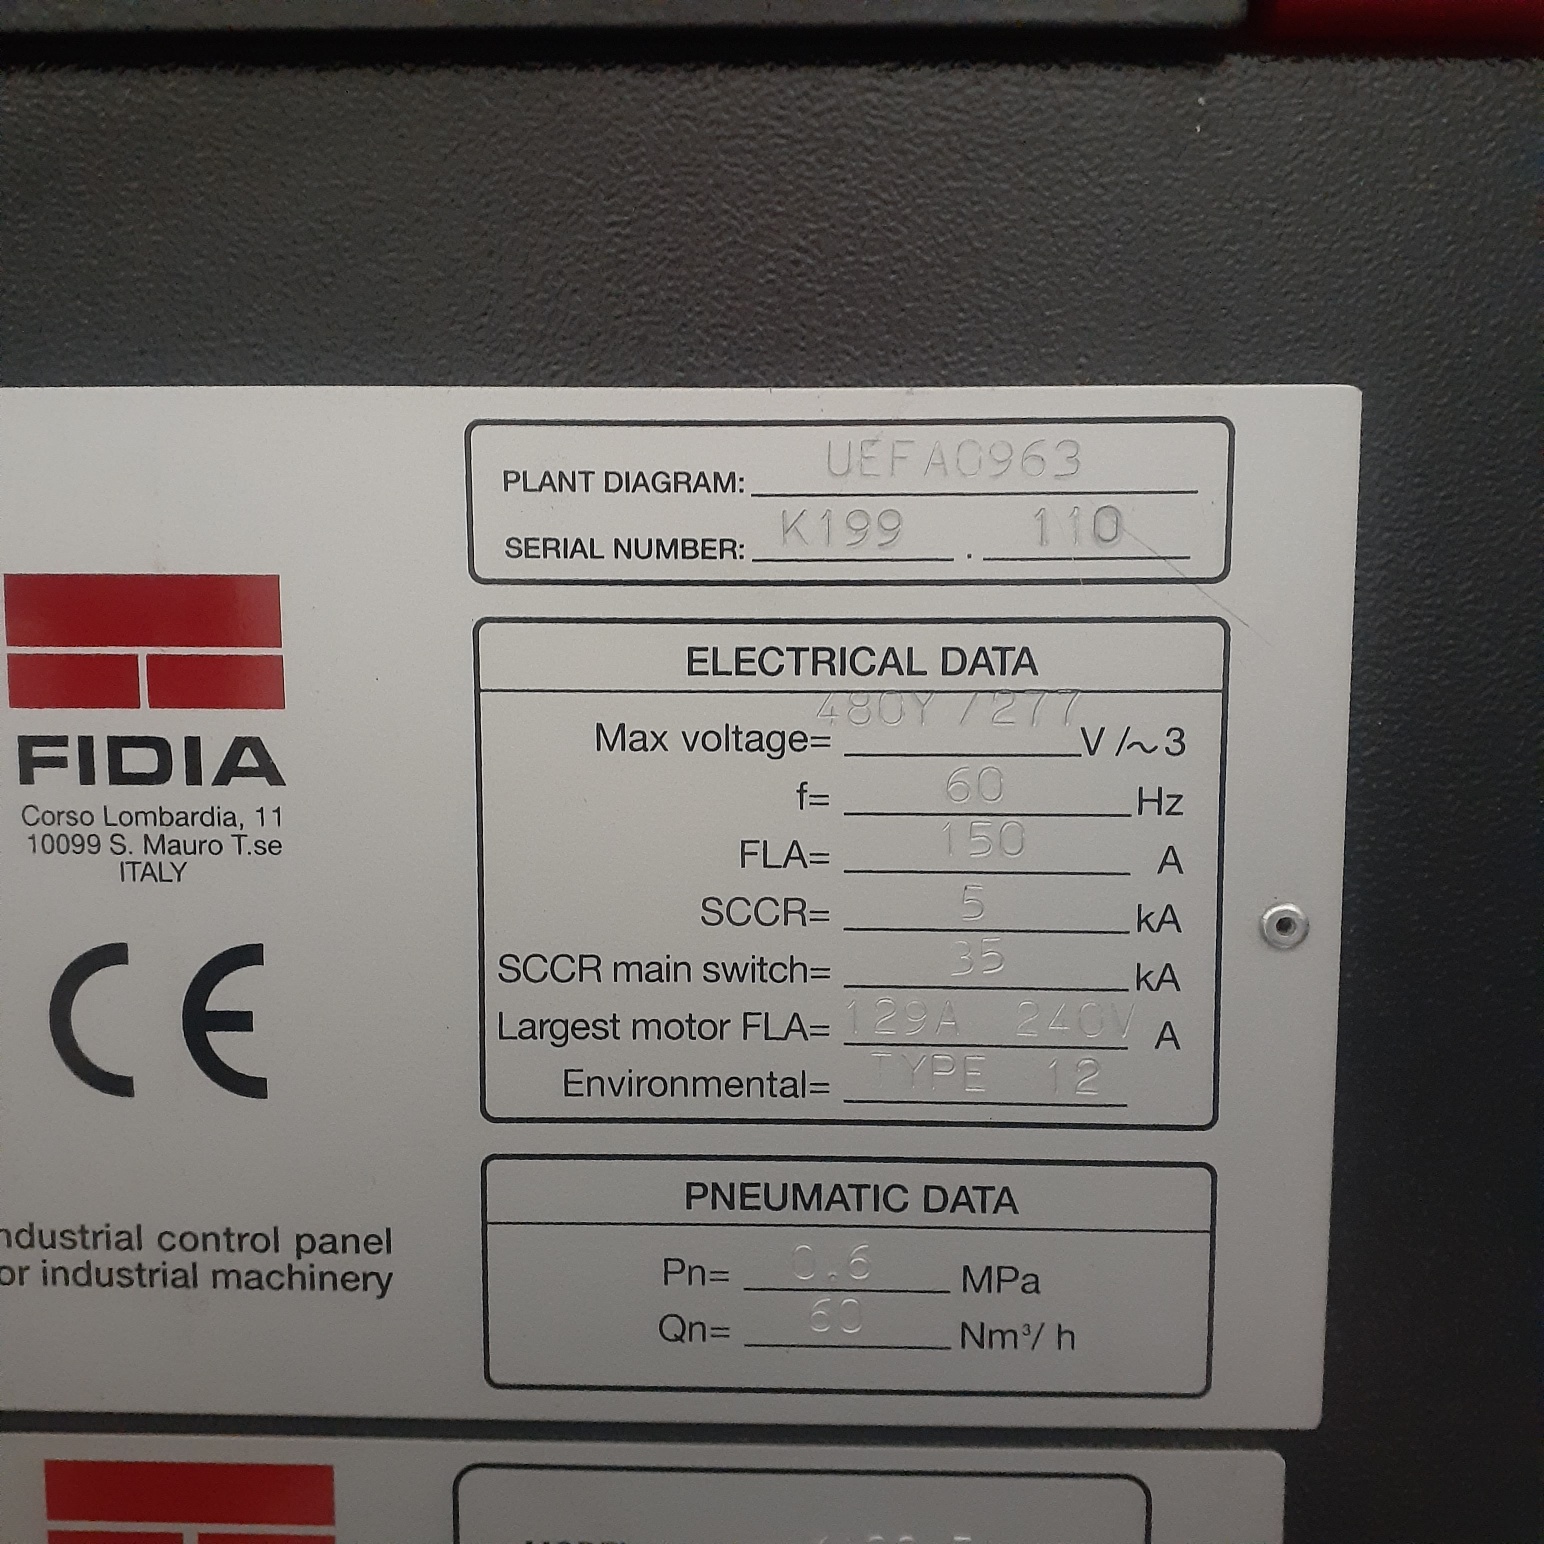 PLANT DIAGRAM: UEFA0963
SERIAL NUMBER: K199 . 110
FIDIA
Corso Lombardia, 11
10099 S. Mauro T.se
ITALY
CE
ndustrial control panel
or industrial machinery
ELECTRICAL DATA
Max voltage= 480Y/277 V/~3
f= 60 Hz
FLA= 150 A
SCCR= 5 kA
SCCR main switch= 35 kA
Largest motor FLA= 129A 240V A
Environmental= TYPE 12
PNEUMATIC DATA
Pn= 0.6 MPa
Qn= 60 Nm³/h